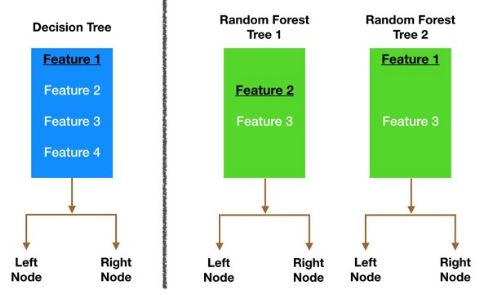 Decision Tree
Feature 1
Feature 2
Feature 3
Feature 4
Left
Node
Right
Node
Random Forest
Tree 1
Feature 2
Feature 3
Left
Node
Right
Node
Random Forest
Tree 2
Feature 1
Feature 3
Left
Node
Right
Node